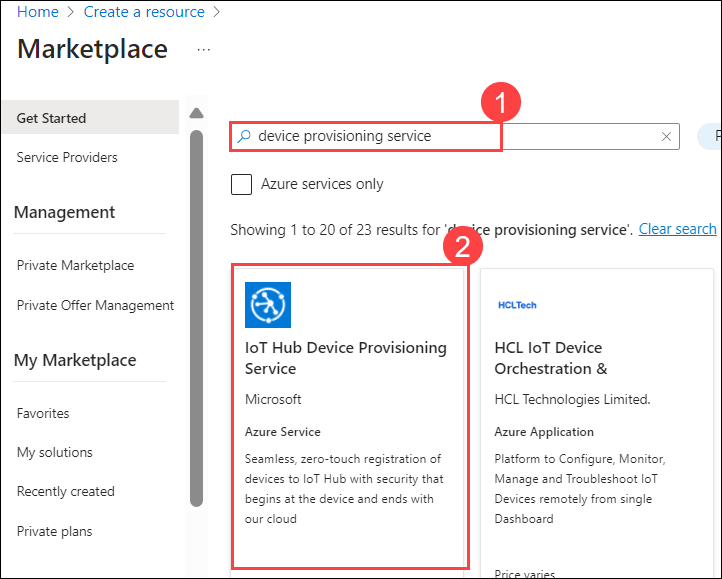 Home > Create a resource >
Marketplace ...
Get Started
Service Providers
Management
Private Marketplace
Private Offer Management
My Marketplace
Favorites
My solutions
Recently created
Private plans
1
device provisioning service
P
Azure services only
Showing 1 to 20 of 23 results for 'device provisioning service'. Clear search
2
IoT Hub Device Provisioning
Service
Microsoft
Azure Service
Seamless, zero-touch registration of
devices to IoT Hub with security that
begins at the device and ends with
our cloud
HCLTech
HCL IoT Device
Orchestration &
HCL Technologies Limited.
Azure Application
Platform to Configure, Monitor,
Manage and Troubleshoot IoT
Devices remotely from single
Dashboard
Price varies